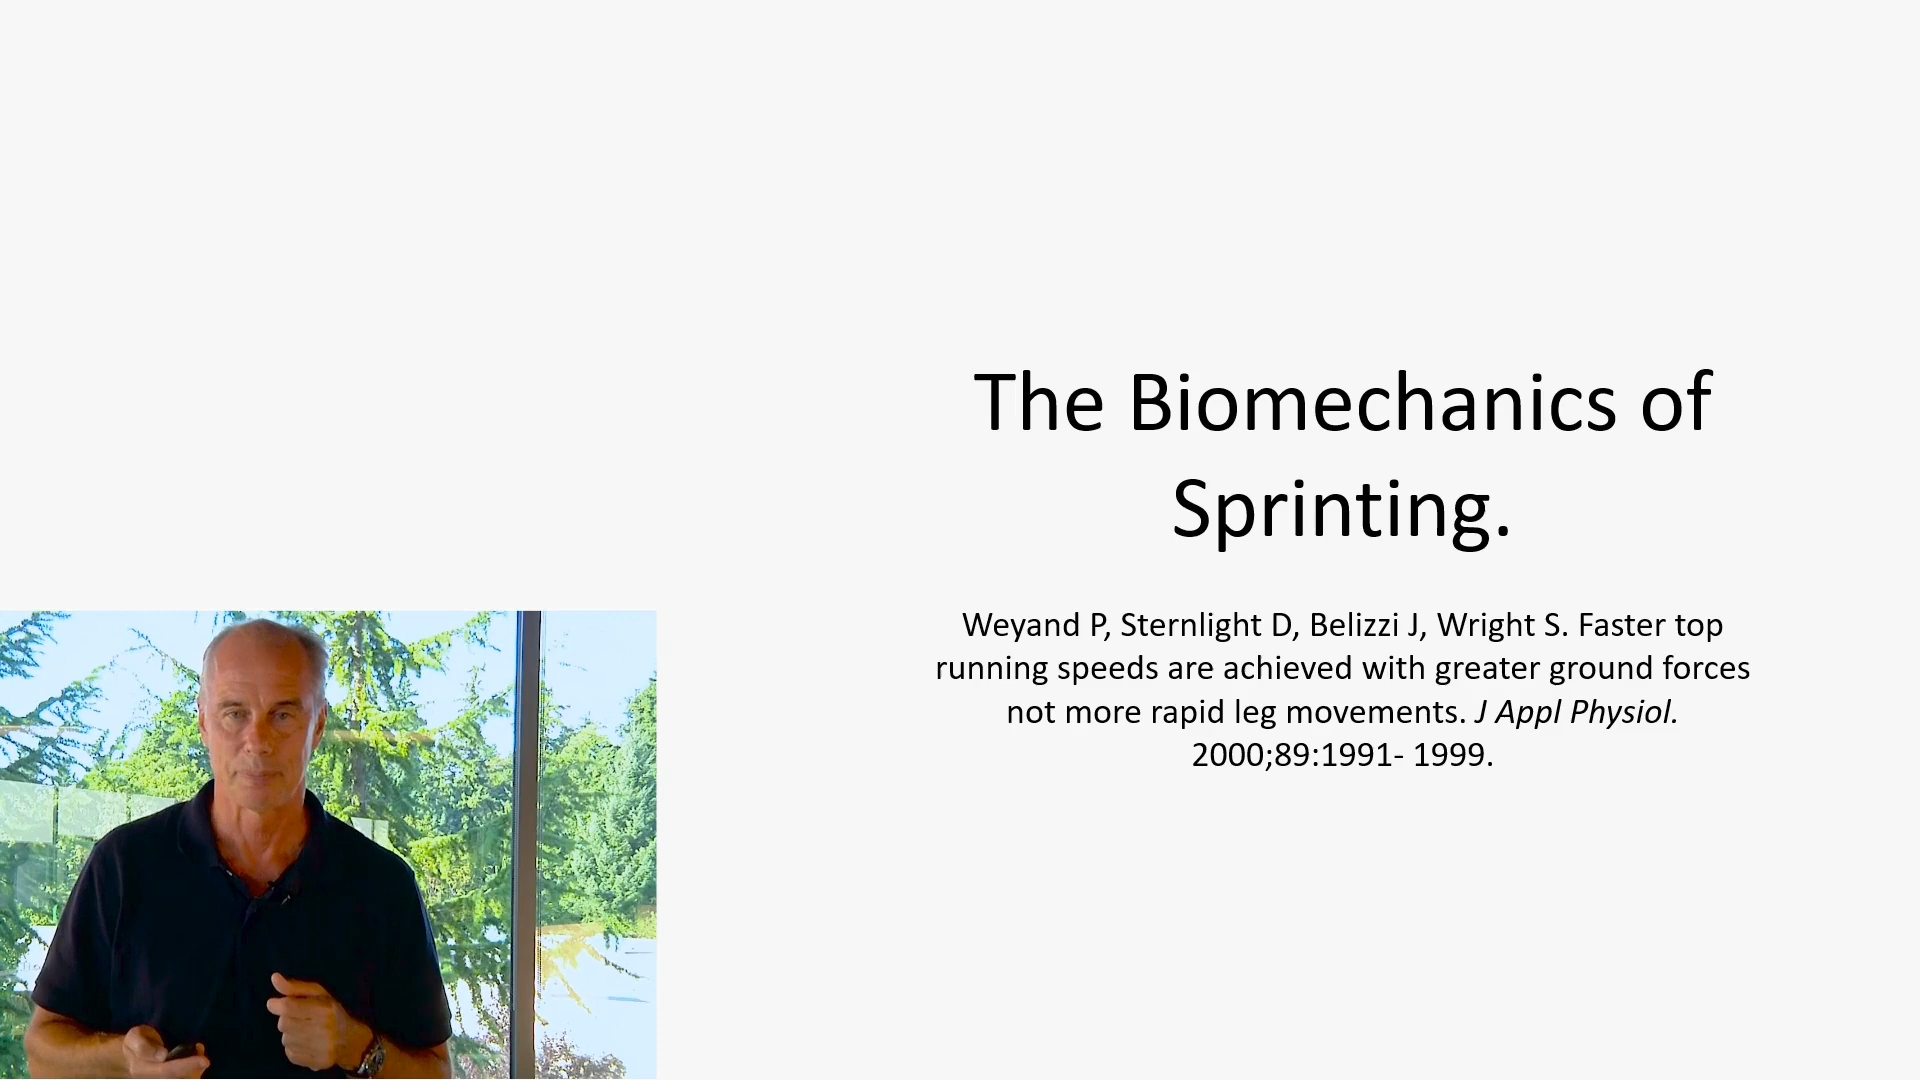 The Biomechanics of
Sprinting.
Weyand P, Sternlight D, Belizzi J, Wright S. Faster top
running speeds are achieved with greater ground forces
not more rapid leg movements. J Appl Physiol.
2000;89:1991- 1999.